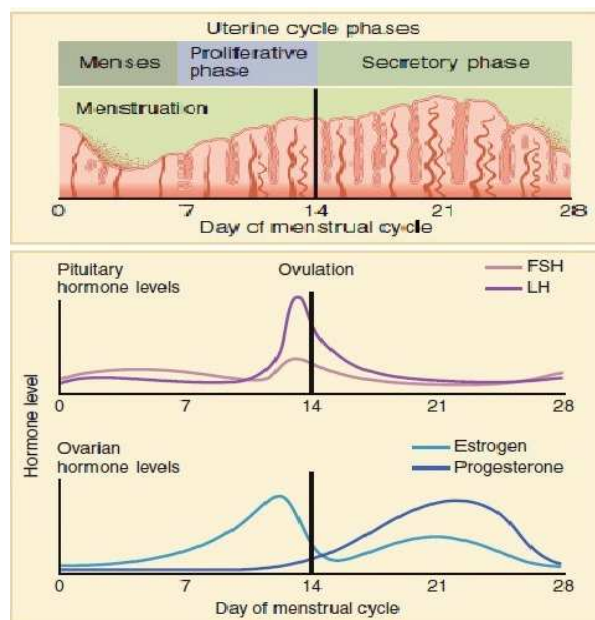 Uterine cycle phases
Menses
Proliferative
phase
Secretory phase
Menstruation
0 7 14 21 28
Day of menstrual cycle
Pituitary
hormone levels
Ovulation
FSH
LH
0 7 14 21 28
Hormone level
Ovarian
hormone levels
Estrogen
Progesterone
0 7 14 21 28
Day of menstrual cycle